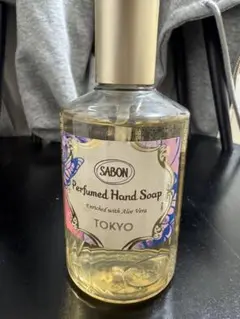 SABON
Perfumed Hand Soap
Enriched with Aloe Vera
TOKYO